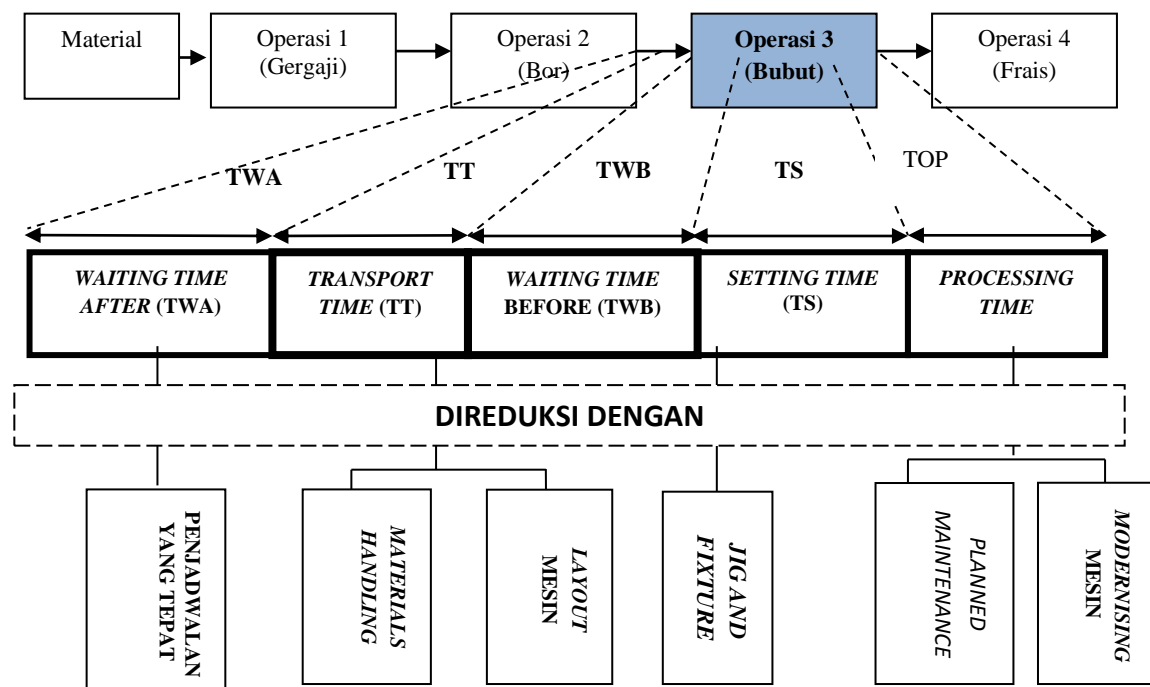 Material
Operasi 1
(Gergaji)
Operasi 2
(Bor)
Operasi 3
(Bubut)
Operasi 4
(Frais)
TWA
TT
TWB
TS
TOP
WAITING TIME
AFTER (TWA)
TRANSPORT
TIME (TT)
WAITING TIME
BEFORE (TWB)
SETTING TIME
(TS)
PROCESSING
TIME
DIREDUKSI DENGAN
PENJADWALAN
YANG TEPAT
MATERIALS
HANDLING
LAYOUT
MESIN
JIG AND
FIXTURE
PLANNED
MAINTENANCE
MODERNISING
MESIN